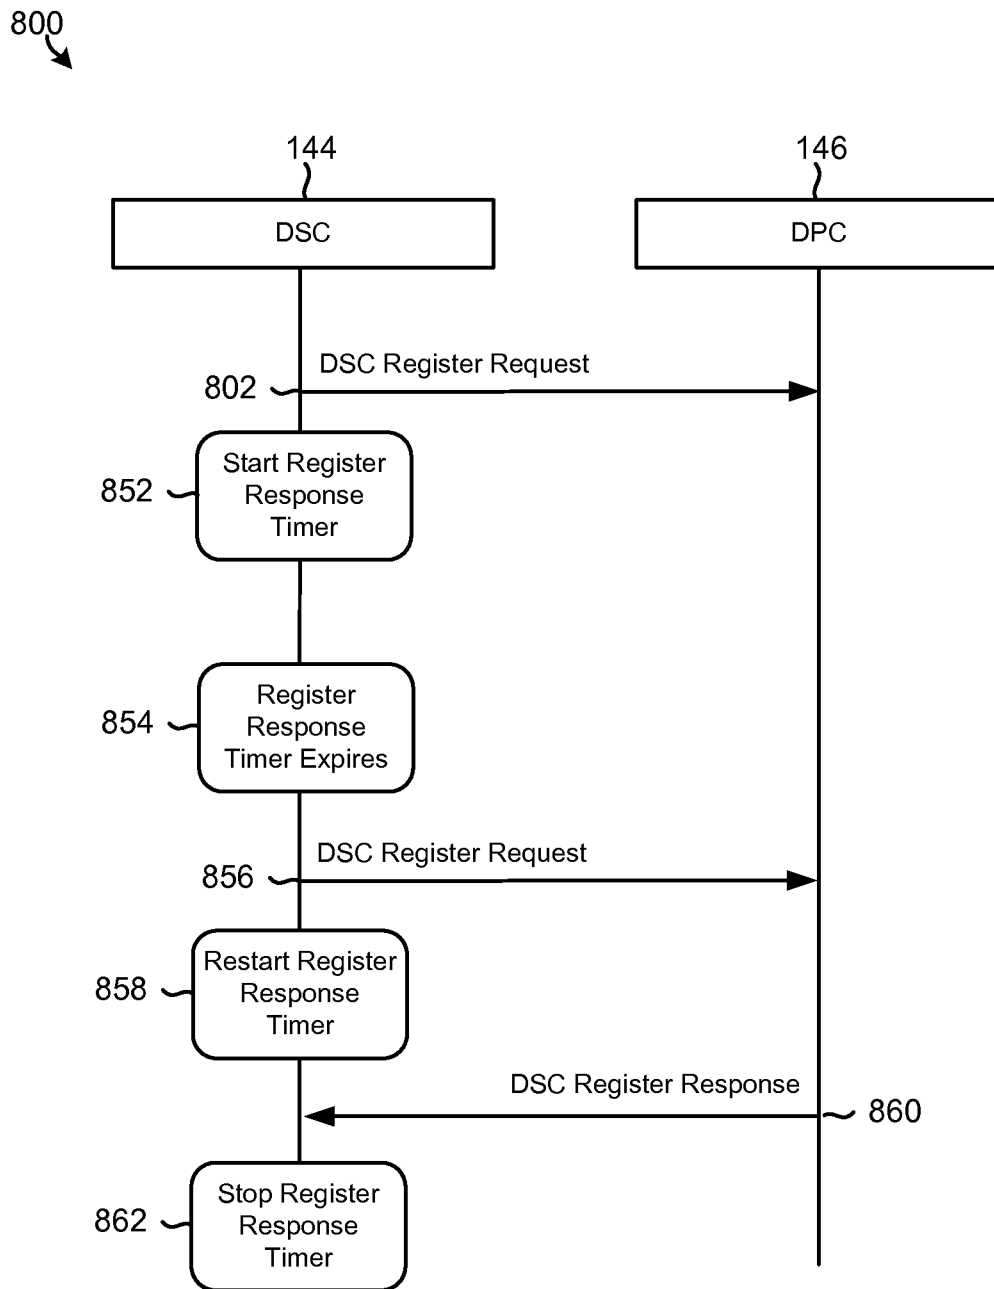 800
144
146
DSC
DPC
DSC Register Request
802
Start Register
Response
Timer
852
Register
Response
Timer Expires
854
DSC Register Request
856
Restart Register
Response
Timer
858
DSC Register Response
860
Stop Register
Response
Timer
862